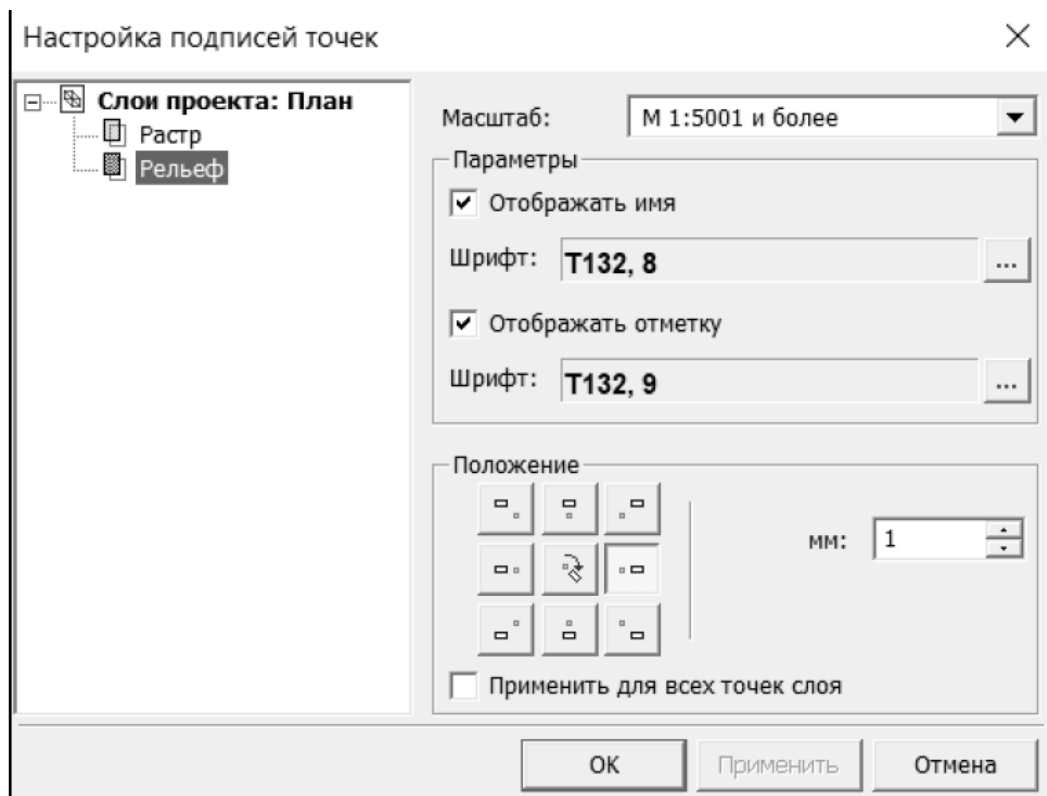 Настройка подписей точек
Слои проекта: План
Растр
Рельеф
Масштаб: М 1:5001 и более
Параметры
Отображать имя
Шрифт: T132, 8 ...
Отображать отметку
Шрифт: T132, 9 ...
Положение
мм: 1
Применить для всех точек слоя
ОК Применить Отмена